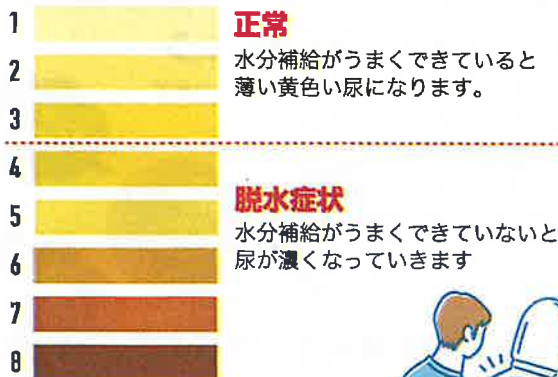 1
正常
水分補給がうまくできていると
2
薄い黄色い尿になります。
3
4
脱水症状
5
水分補給がうまくできていないと
6
尿が濃くなっていきます
7
8